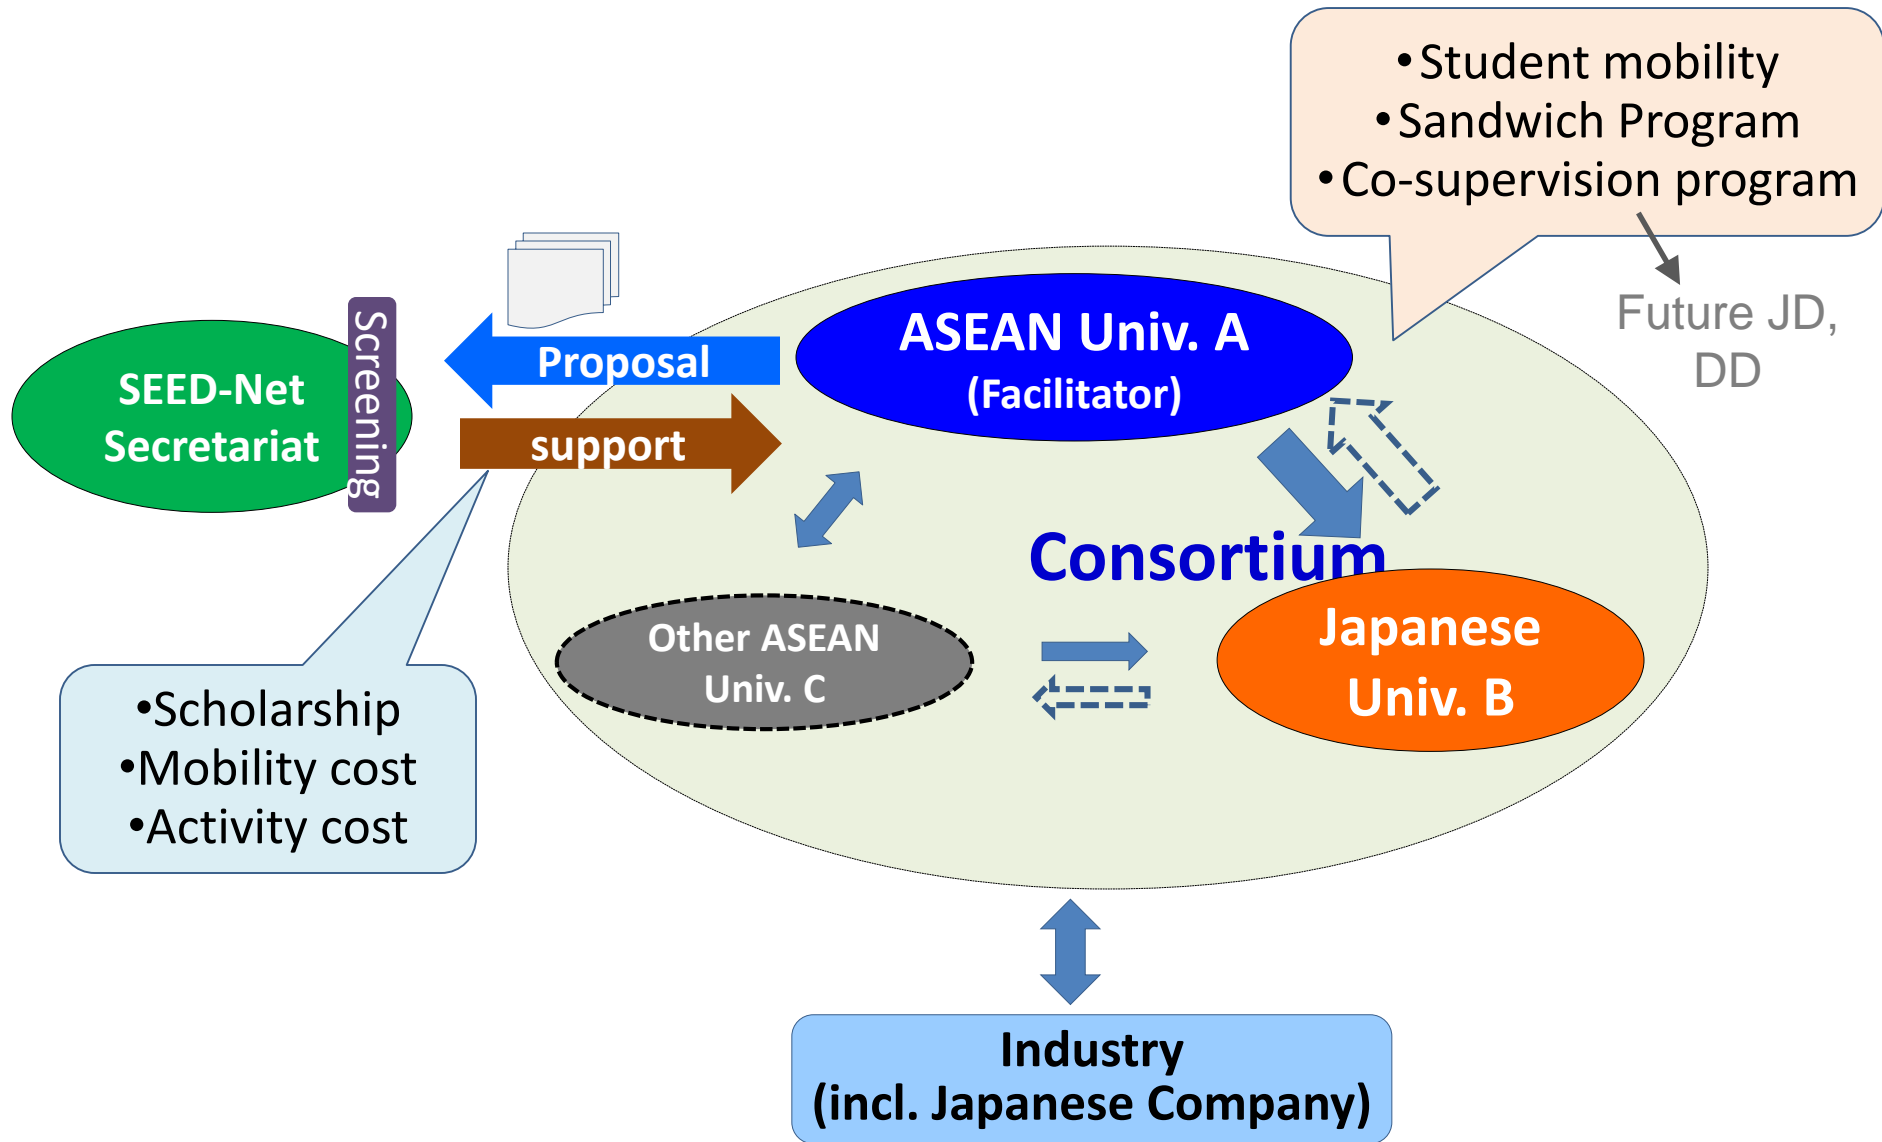 •Student mobility
•Sandwich Program
•Co-supervision program
Future JD,
DD
Screening
SEED-Net
Secretariat
Proposal
support
ASEAN Univ. A
(Facilitator)
Consortium
Other ASEAN
Univ. C
Japanese
Univ. B
•Scholarship
•Mobility cost
•Activity cost
Industry
(incl. Japanese Company)